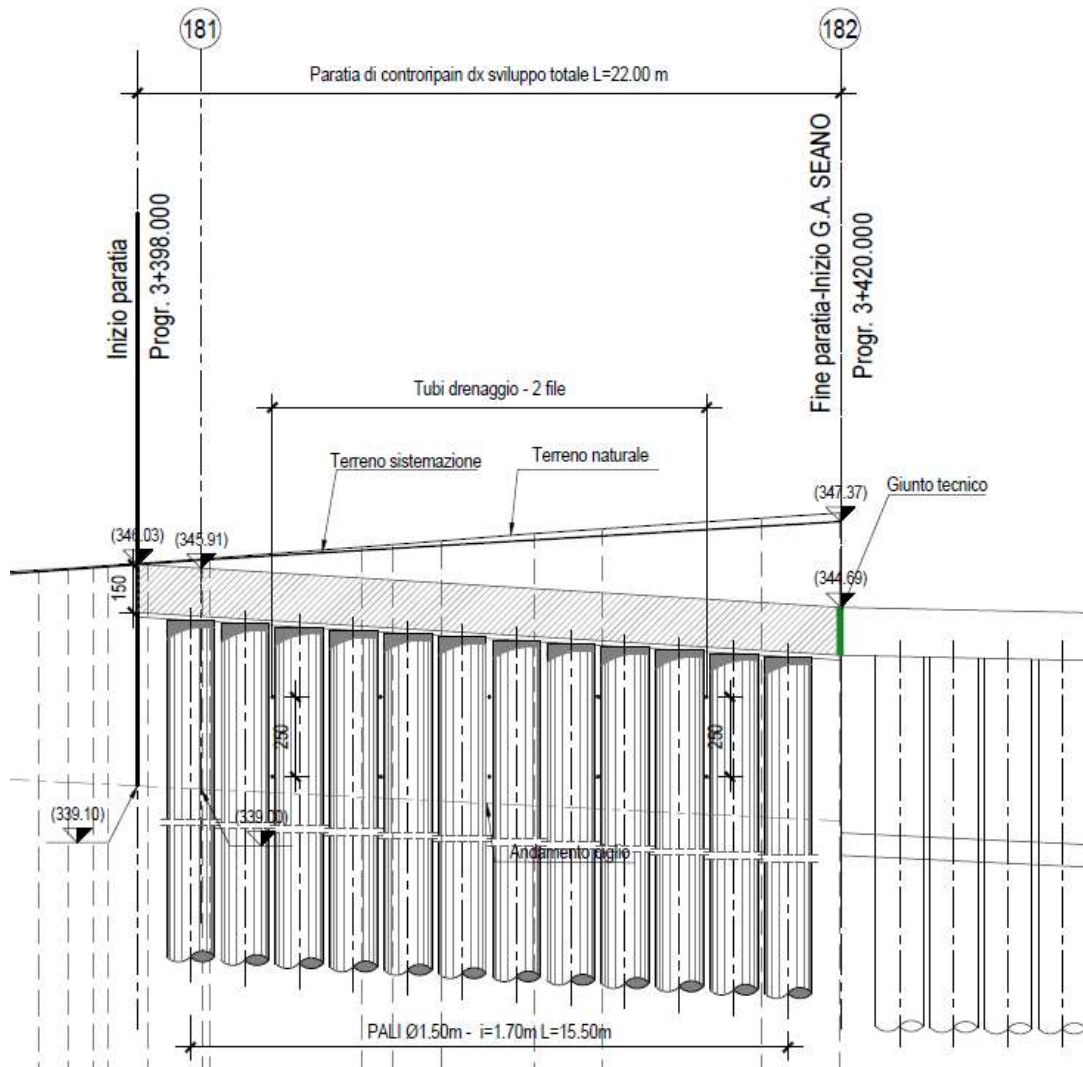 181
182
Paratia di controripain dx sviluppo totale L=22.00 m
Inizio paratia
Progr. 3+398.000
Fine paratia-Inizio G.A. SEANO
Progr. 3+420.000
Tubi drenaggio - 2 file
Terreno sistemazione
Terreno naturale
(347.37)
Giunto tecnico
(346.03)
(345.91)
(344.69)
150
250
250
(339.10)
(339.00)
Andamento ciglio
PALI Ø1.50m - i=1.70m L=15.50m